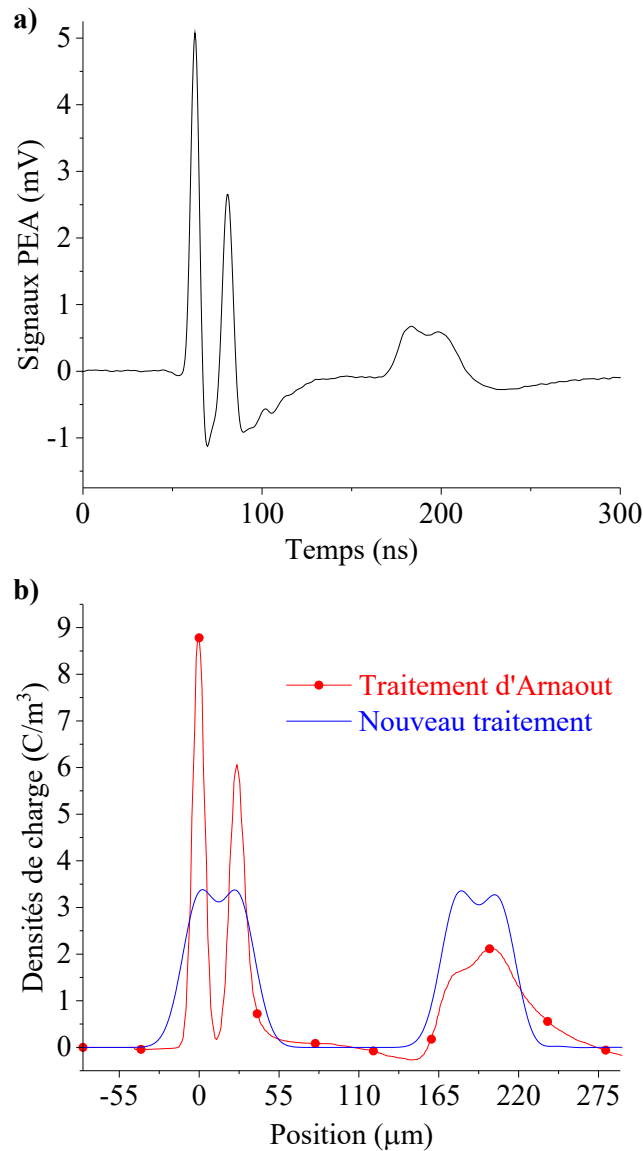 a)
5
4
3
2
1
0
-1
Signaux PEA (mV)
0 100 200 300
Temps (ns)
b)
9
8
7
6
5
4
3
2
1
0
Densités de charge (C/m³)
Traitement d'Arnaout
Nouveau traitement
-55 0 55 110 165 220 275
Position (µm)